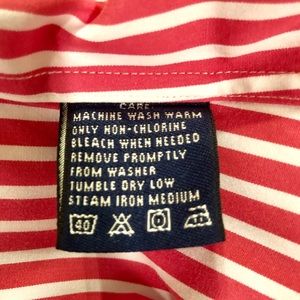 CARE:
MACHINE WASH WARM
ONLY NON-CHLORINE
BLEACH WHEN NEEDED
REMOVE PROMPTLY
FROM WASHER
TUMBLE DRY LOW
STEAM IRON MEDIUM
40